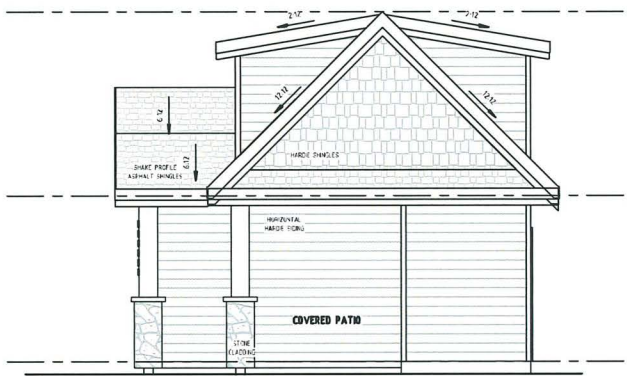 2:12
2:12
12:12
12:12
6:12
6:12
SHAKE PROFILE
ASPHALT SHINGLES
HARDIE SHINGLES
HORIZONTAL
HARDIE SIDING
COVERED PATIO
STONE
CLADDING